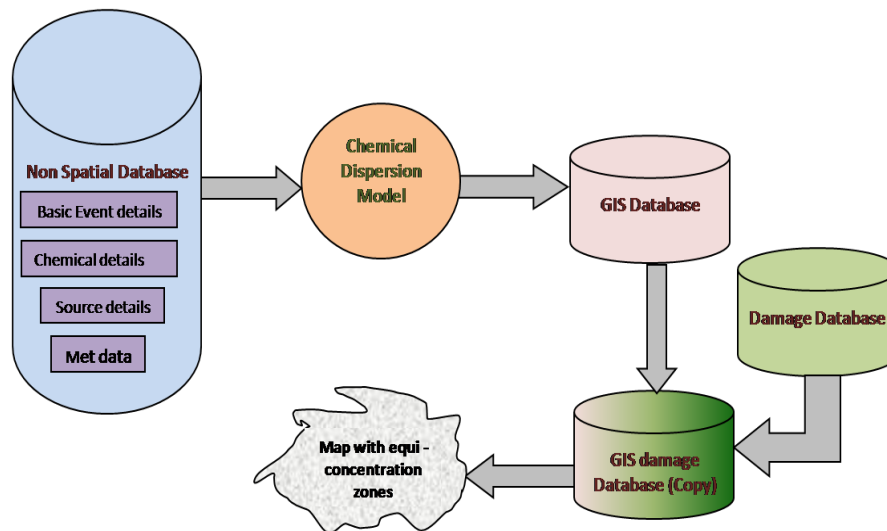 Non Spatial Database
Basic Event details
Chemical details
Source details
Met data
Chemical
Dispersion
Model
GIS Database
Damage Database
GIS damage
Database (Copy)
Map with equi -
concentration
zones